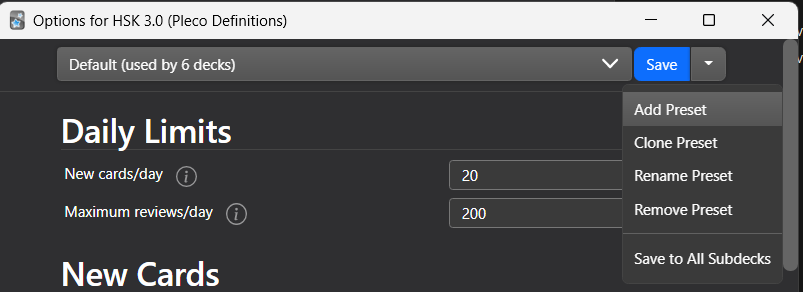 Options for HSK 3.0 (Pleco Definitions)
Default (used by 6 decks)
Save
Add Preset
Clone Preset
Rename Preset
Remove Preset
Save to All Subdecks
Daily Limits
New cards/day
20
Maximum reviews/day
200
New Cards